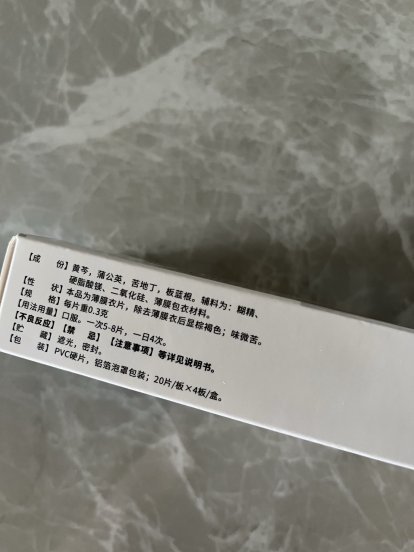 【成　　份】黄芩，蒲公英，苦地丁，板蓝根。辅料为：糊精、
硬脂酸镁、二氧化硅、薄膜包衣材料。
【性　　状】本品为薄膜衣片，除去薄膜衣后显棕褐色；味微苦。
【规　　格】每片重0.3克
【用法用量】口服。一次5-8片，一日4次。
【不良反应】【禁　　忌】【注意事项】等详见说明书。
【贮　　藏】遮光，密封。
【包　　装】PVC硬片，铝箔泡罩包装；20片/板×4板/盒。